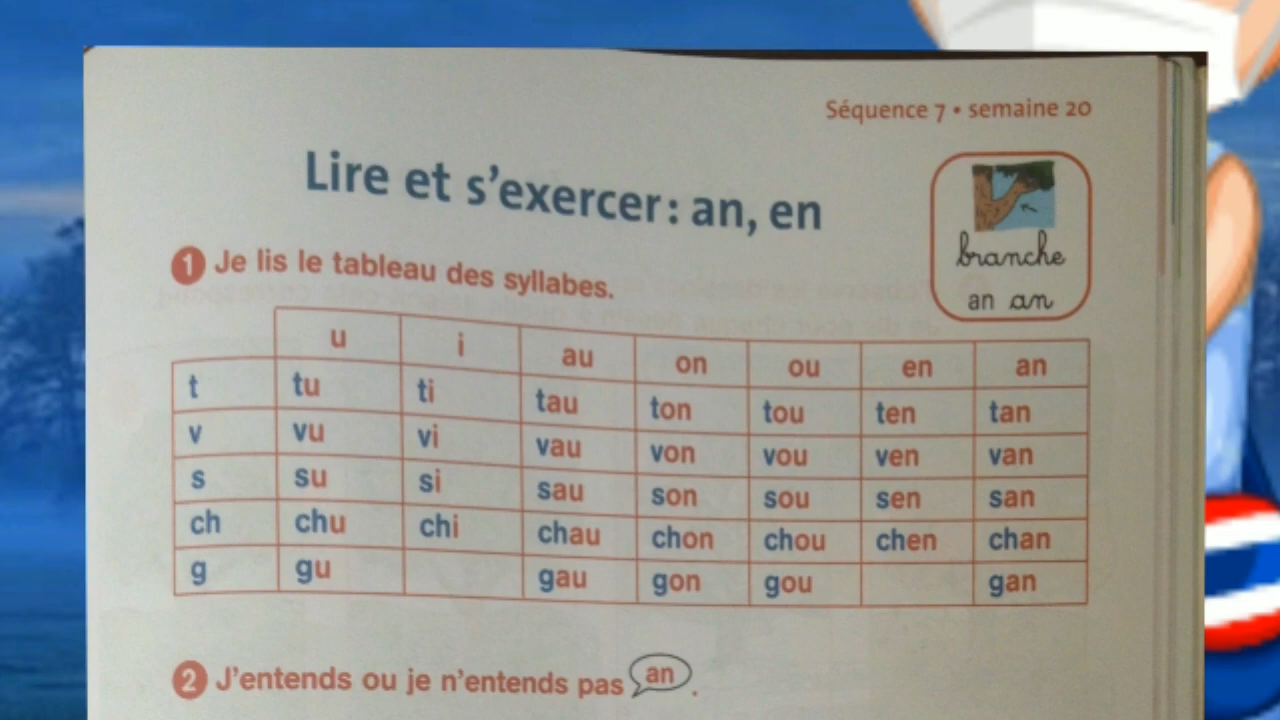 Séquence 7 • semaine 20
Lire et s'exercer : an, en
branche
an an
1 Je lis le tableau des syllabes.
u i au on ou en an
t tu ti tau ton tou ten tan
v vu vi vau von vou ven van
s su si sau son sou sen san
ch chu chi chau chon chou chen chan
g gu gau gon gou gan
2 J'entends ou je n'entends pas an .